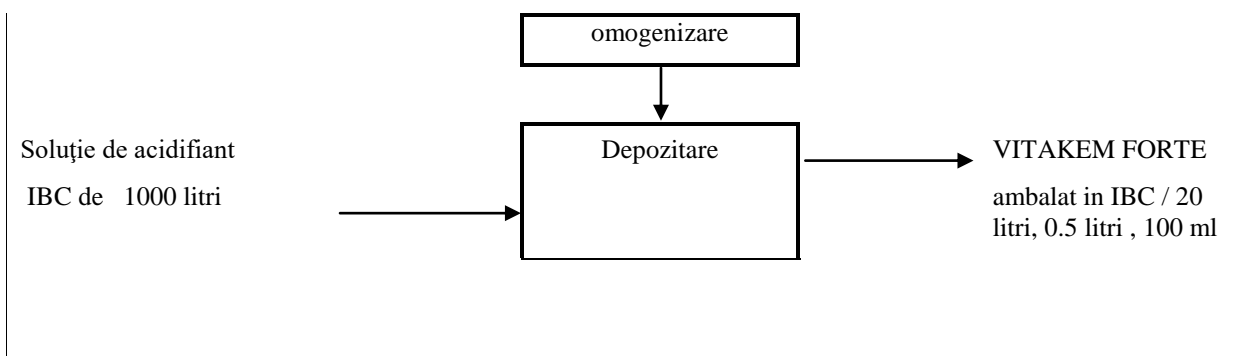 omogenizare
Soluţie de acidifiant
IBC de 1000 litri
Depozitare
VITAKEM FORTE
ambalat in IBC / 20
litri, 0.5 litri , 100 ml